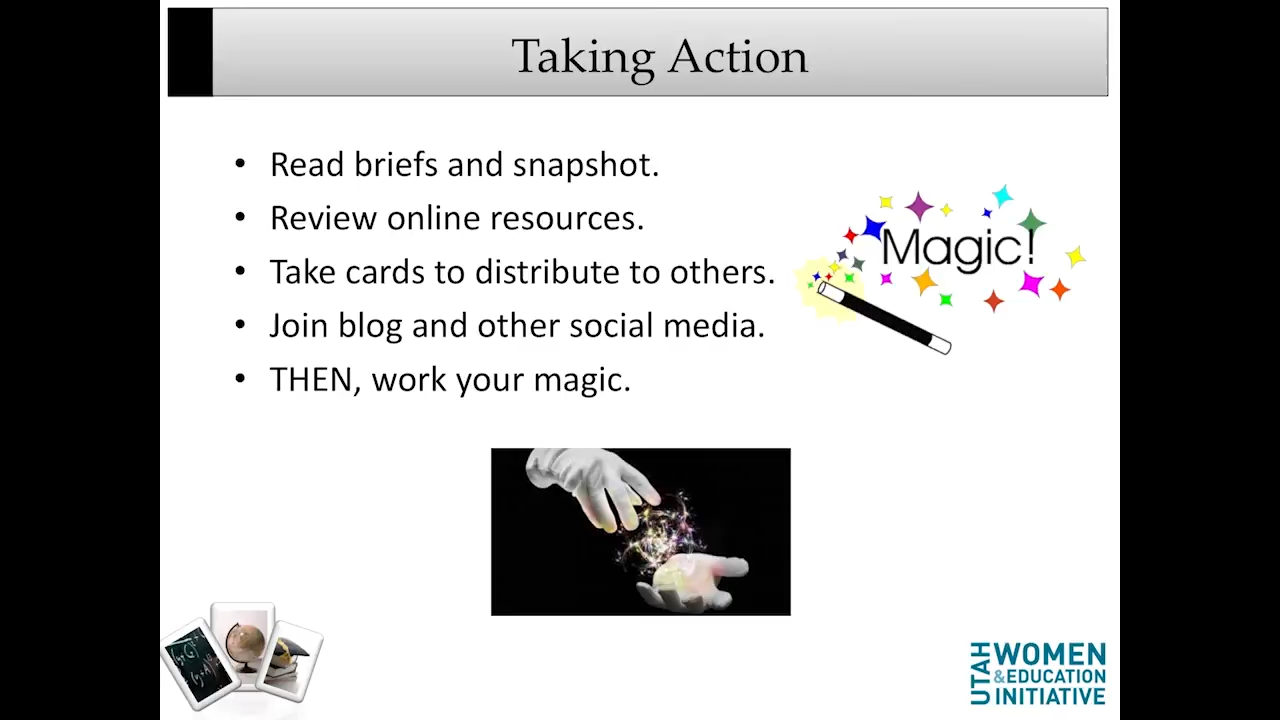 Taking Action
• Read briefs and snapshot.
• Review online resources.
• Take cards to distribute to others.
• Join blog and other social media.
• THEN, work your magic.
Magic!
UTAH WOMEN
& EDUCATION
INITIATIVE